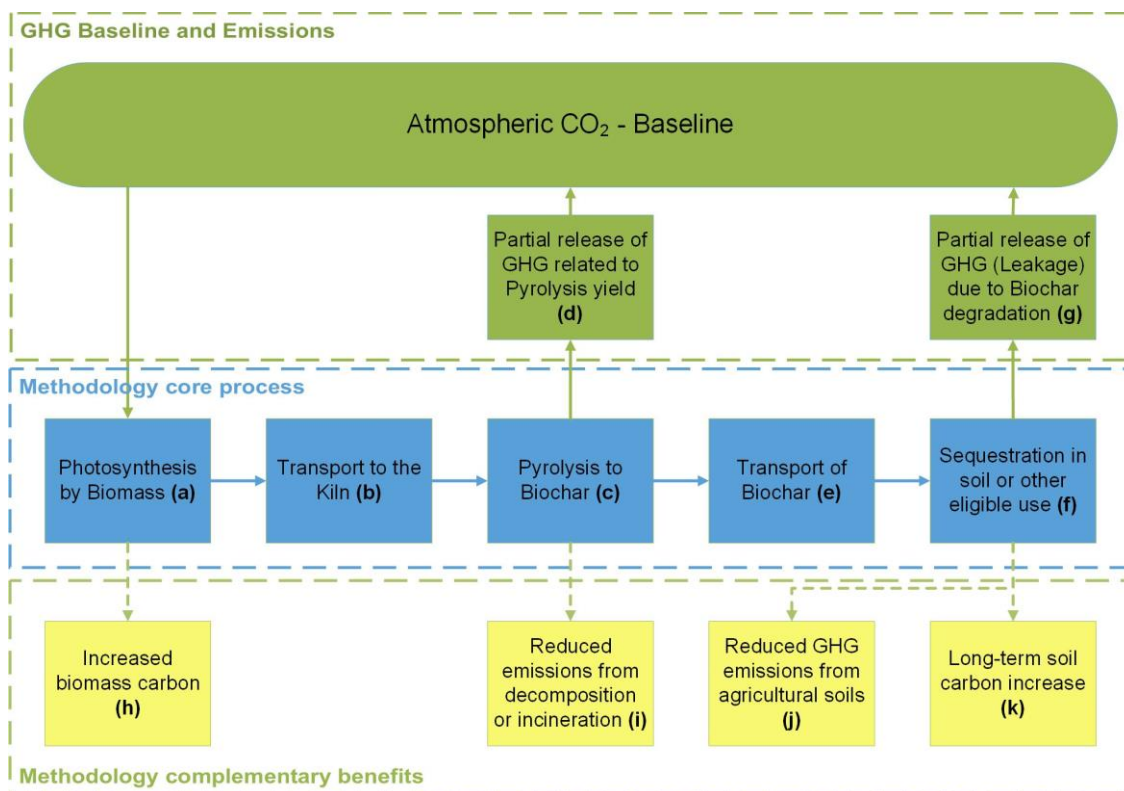 GHG Baseline and Emissions
Atmospheric CO₂ - Baseline
Partial release of
GHG related to
Pyrolysis yield
(d)
Partial release of
GHG (Leakage)
due to Biochar
degradation (g)
Methodology core process
Photosynthesis
by Biomass (a)
Transport to the
Kiln (b)
Pyrolysis to
Biochar (c)
Transport of
Biochar (e)
Sequestration in
soil or other
eligible use (f)
Increased
biomass carbon
(h)
Reduced
emissions from
decomposition
or incineration (i)
Reduced GHG
emissions from
agricultural soils
(j)
Long-term soil
carbon increase
(k)
Methodology complementary benefits